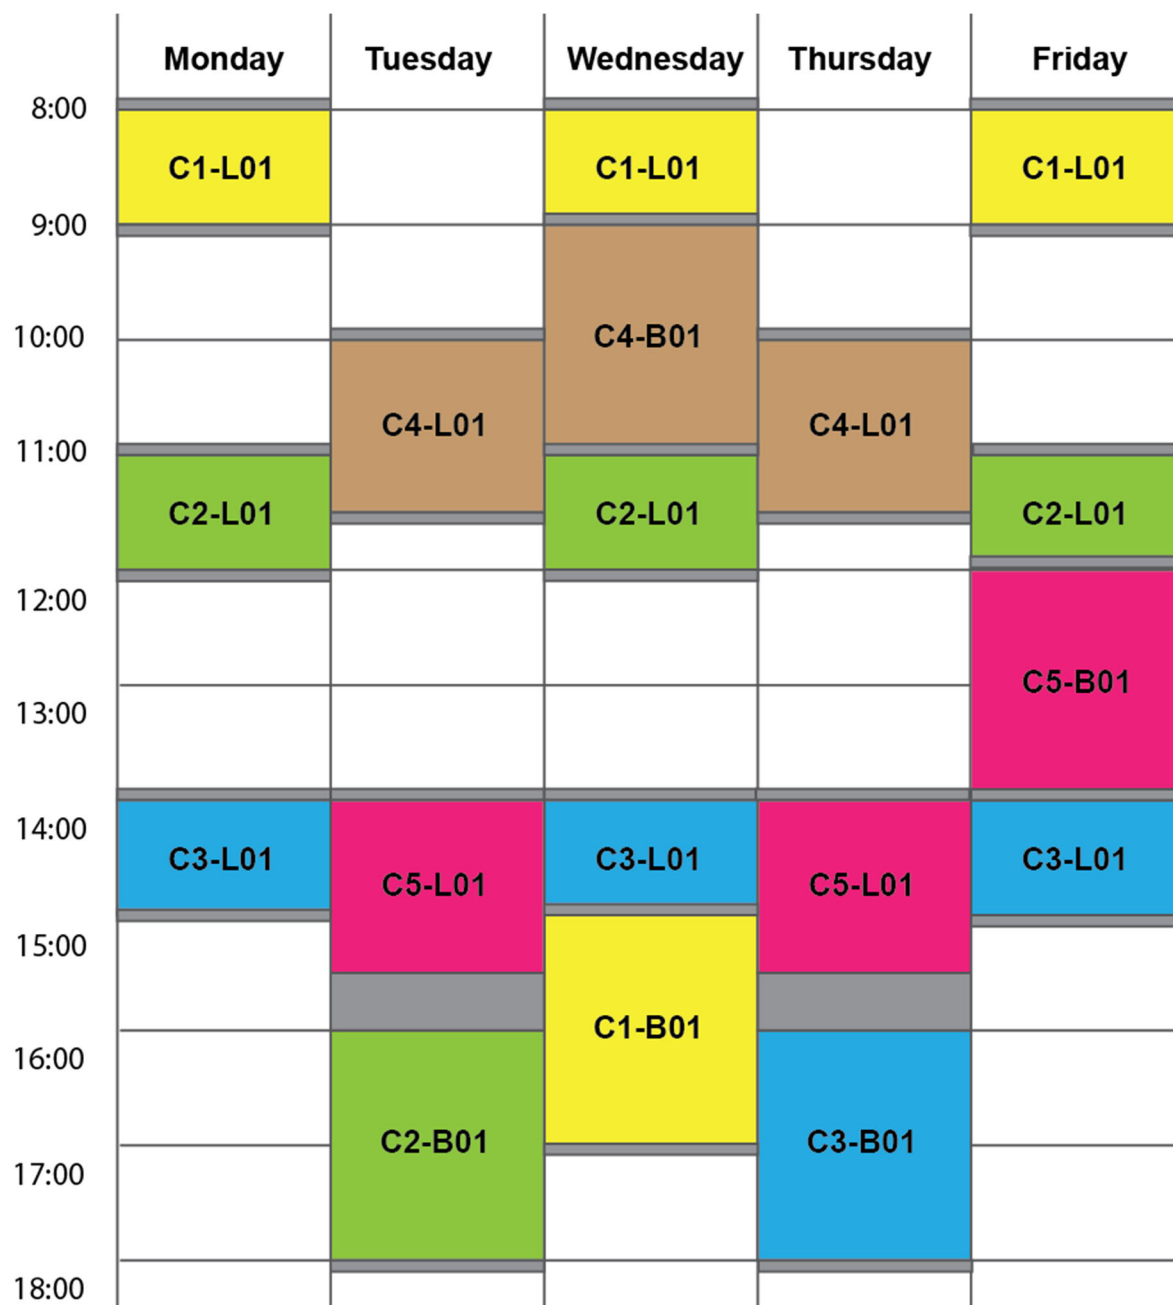 Monday Tuesday Wednesday Thursday Friday
8:00
C1-L01 C1-L01 C1-L01
9:00
10:00 C4-B01
C4-L01 C4-L01
11:00
C2-L01 C2-L01 C2-L01
12:00
C5-B01
13:00
14:00
C3-L01 C3-L01 C3-L01
C5-L01 C5-L01
15:00
C1-B01
16:00
C2-B01 C3-B01
17:00
18:00